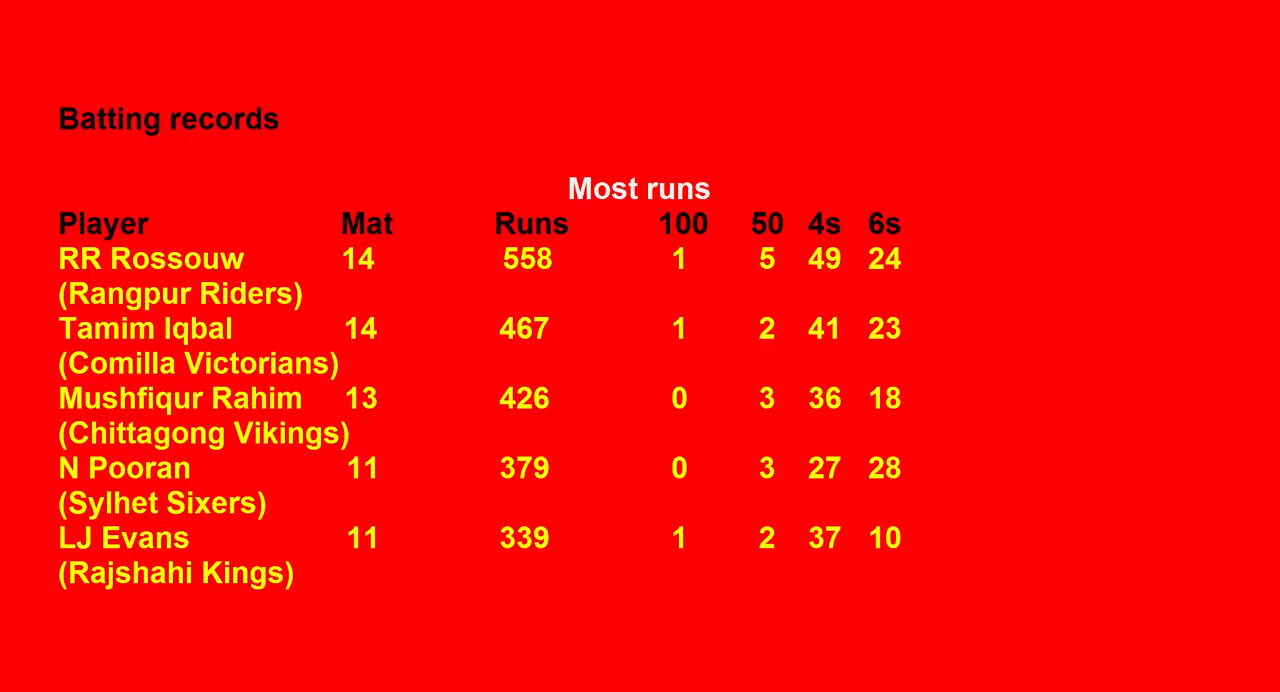 Batting records
Most runs
Player Mat Runs 100 50 4s 6s
RR Rossouw 14 558 1 5 49 24
(Rangpur Riders)
Tamim Iqbal 14 467 1 2 41 23
(Comilla Victorians)
Mushfiqur Rahim 13 426 0 3 36 18
(Chittagong Vikings)
N Pooran 11 379 0 3 27 28
(Sylhet Sixers)
LJ Evans 11 339 1 2 37 10
(Rajshahi Kings)